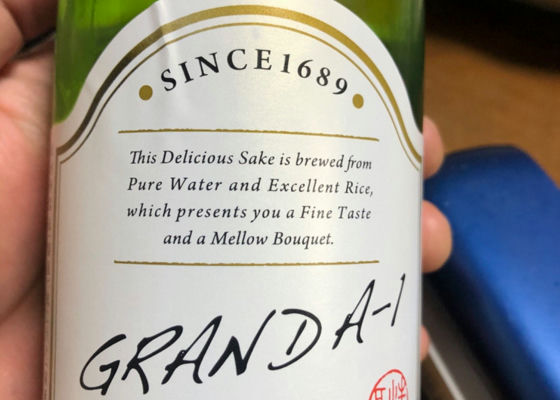 SINCE1689
This Delicious Sake is brewed from
Pure Water and Excellent Rice,
which presents you a Fine Taste
and a Mellow Bouquet.
GRANDA-1